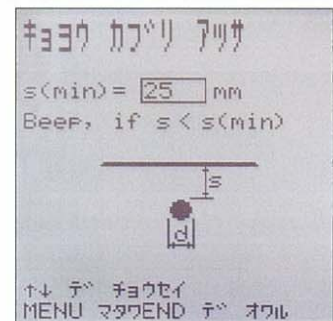 キョヨウ カブリ アツサ
s(min)= 25 mm
Beep, if s<s(min)
s
d
↑↓ デ チョウセイ
MENU マタワEND デ オワル